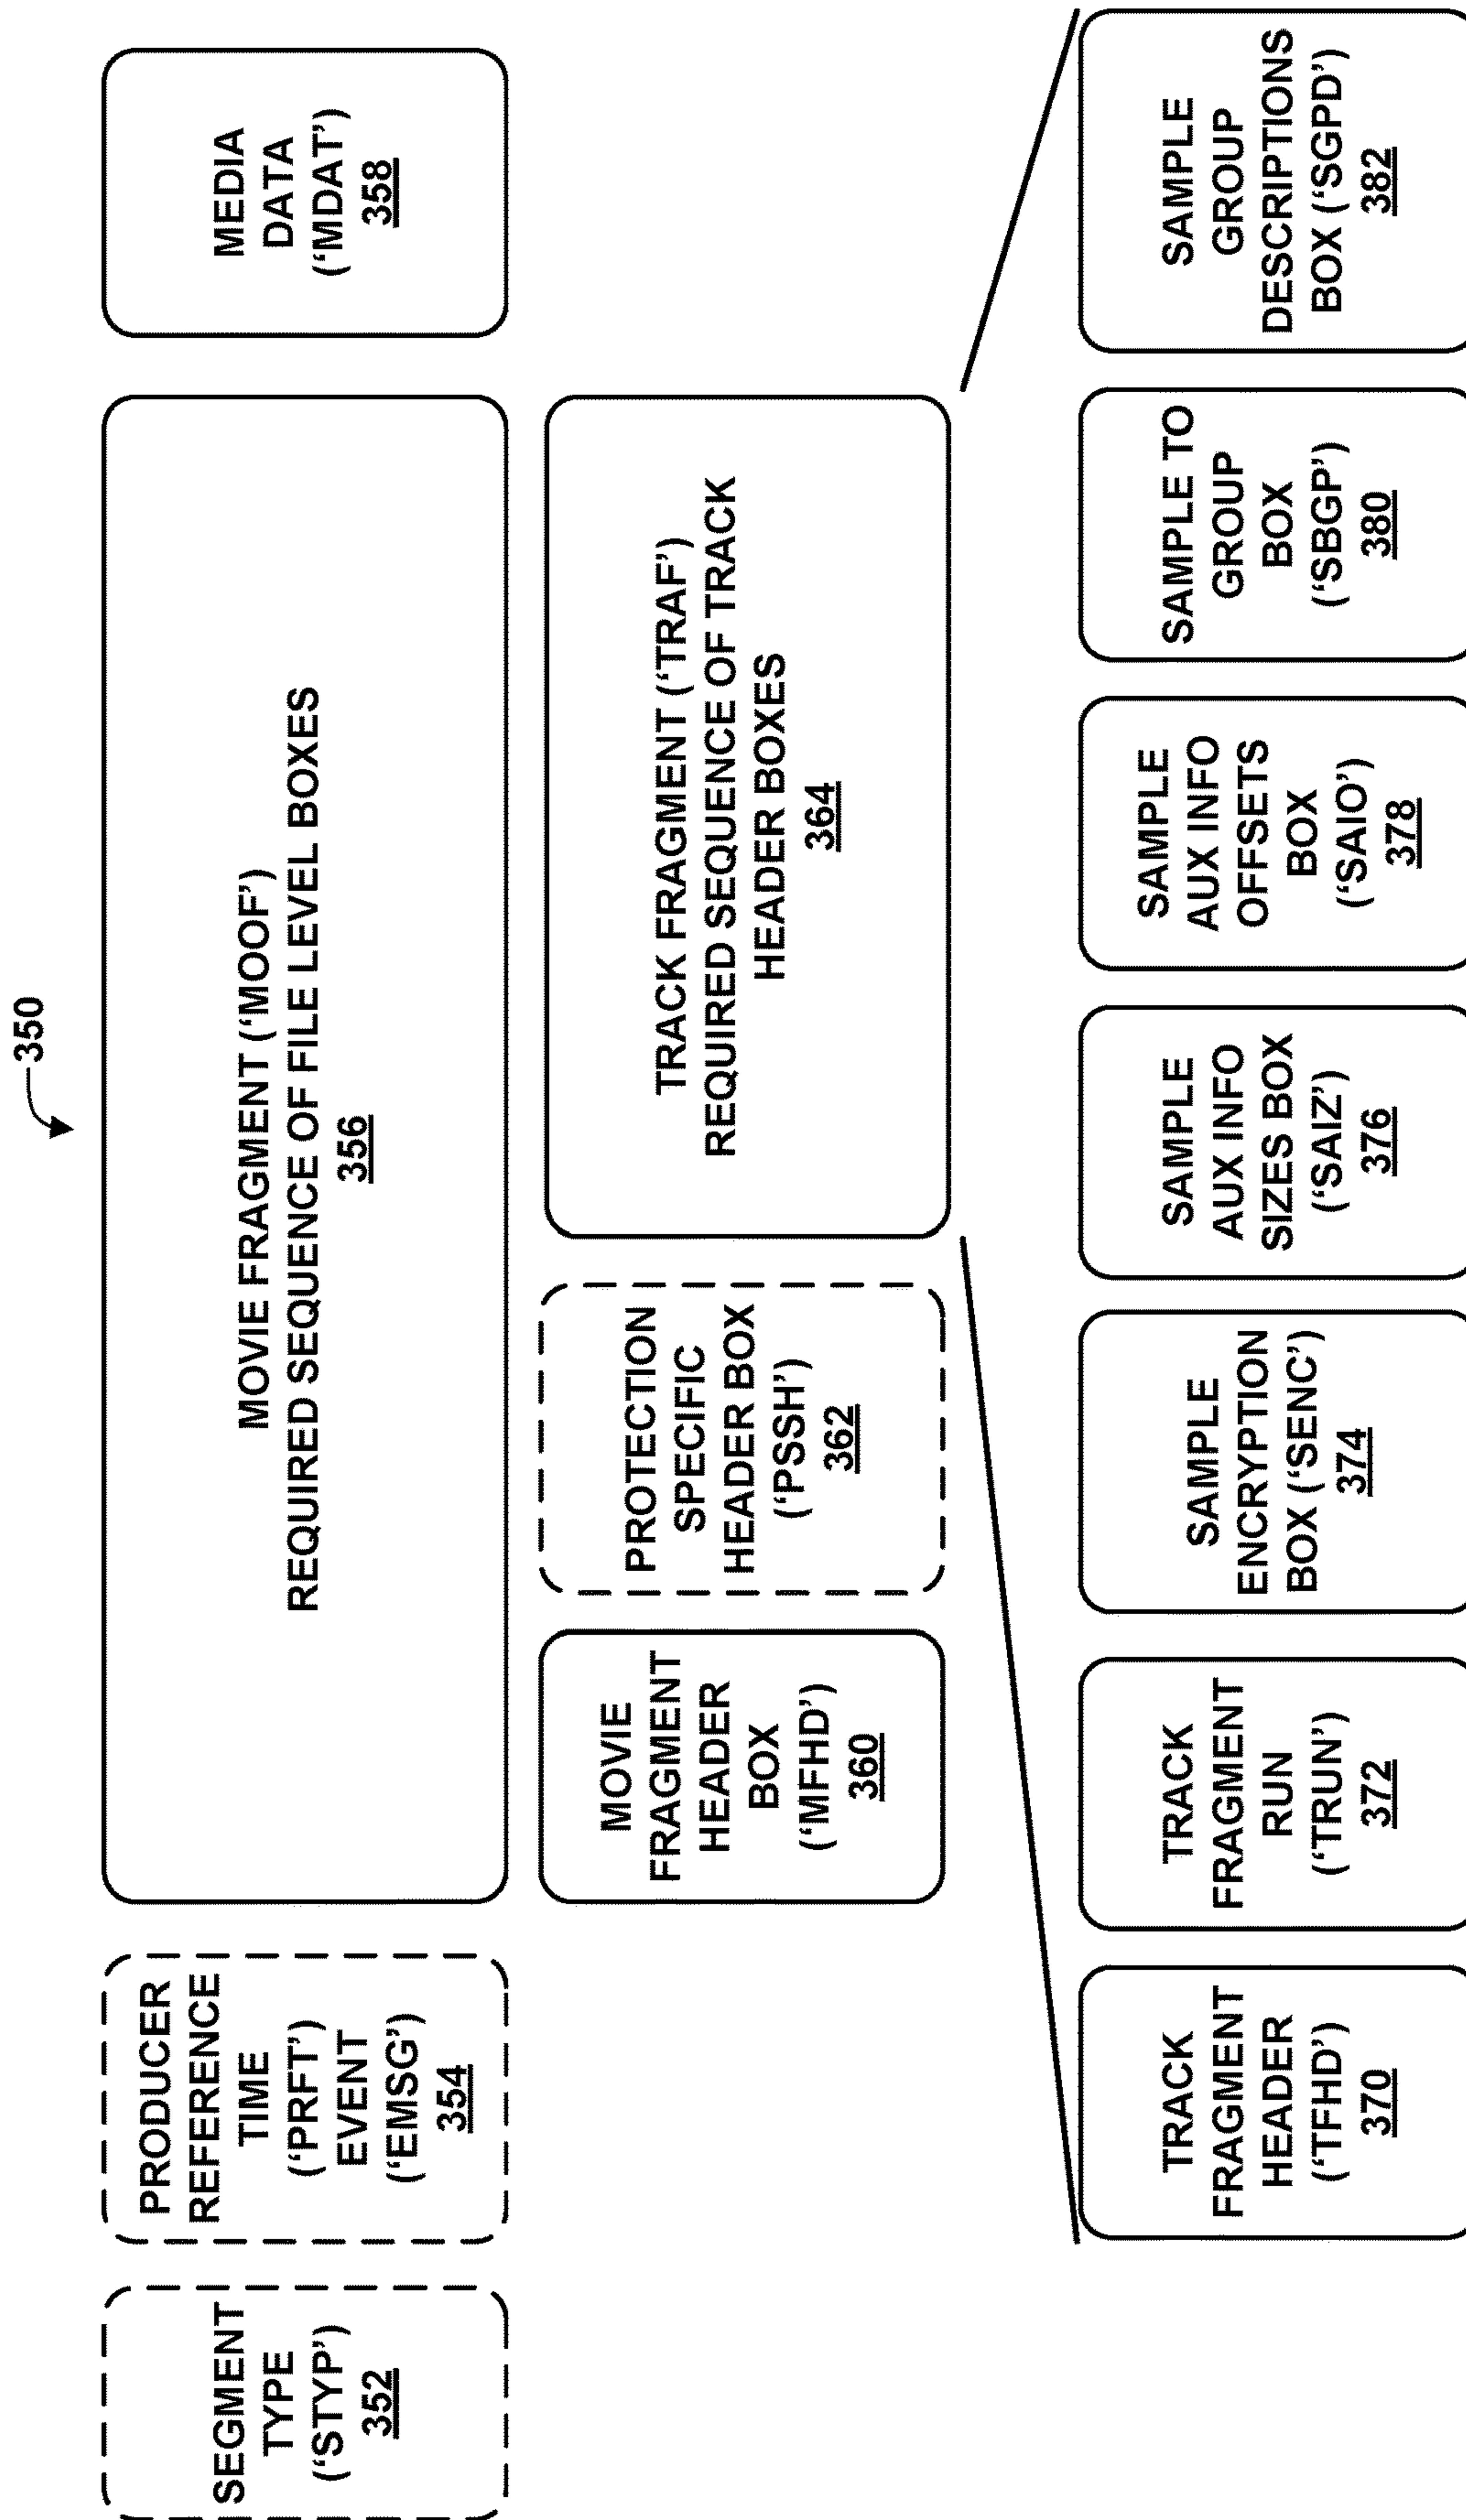 350
SEGMENT
TYPE
(‘STYP’)
352
PRODUCER
REFERENCE
TIME
(‘PRFT’)
EVENT
(‘EMSG’)
354
MOVIE FRAGMENT (‘MOOF’)
REQUIRED SEQUENCE OF FILE LEVEL BOXES
356
MEDIA
DATA
(‘MDAT’)
358
MOVIE
FRAGMENT
HEADER
BOX
(‘MFHD’)
360
PROTECTION
SPECIFIC
HEADER BOX
(‘PSSH’)
362
TRACK FRAGMENT (‘TRAF’)
REQUIRED SEQUENCE OF TRACK
HEADER BOXES
364
TRACK
FRAGMENT
HEADER
(‘TFHD’)
370
TRACK
FRAGMENT
RUN
(‘TRUN’)
372
SAMPLE
ENCRYPTION
BOX (‘SENC’)
374
SAMPLE
AUX INFO
SIZES BOX
(‘SAIZ’)
376
SAMPLE
AUX INFO
OFFSETS
BOX
(‘SAIO’)
378
SAMPLE TO
GROUP
BOX
(‘SBGP’)
380
SAMPLE
GROUP
DESCRIPTIONS
BOX (‘SGPD’)
382